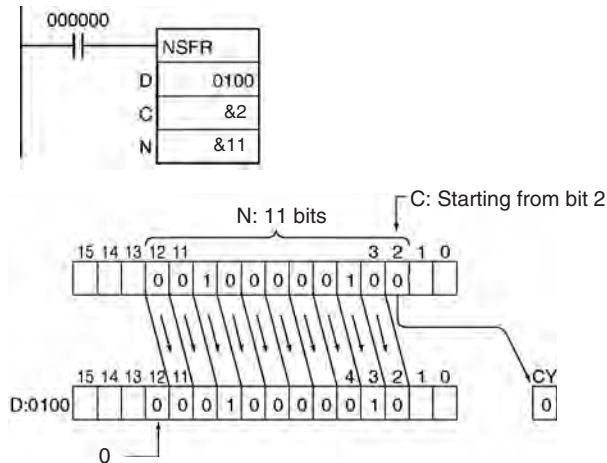 000000
NSFR
D 0100
C &2
N &11
C: Starting from bit 2
N: 11 bits
15 14 13 12 11 3 2 1 0
0 0 1 0 0 0 0 0 1 0 0
15 14 13 12 11 4 3 2 1 0 CY
D:0100 0 0 0 1 0 0 0 0 0 1 0 0
0